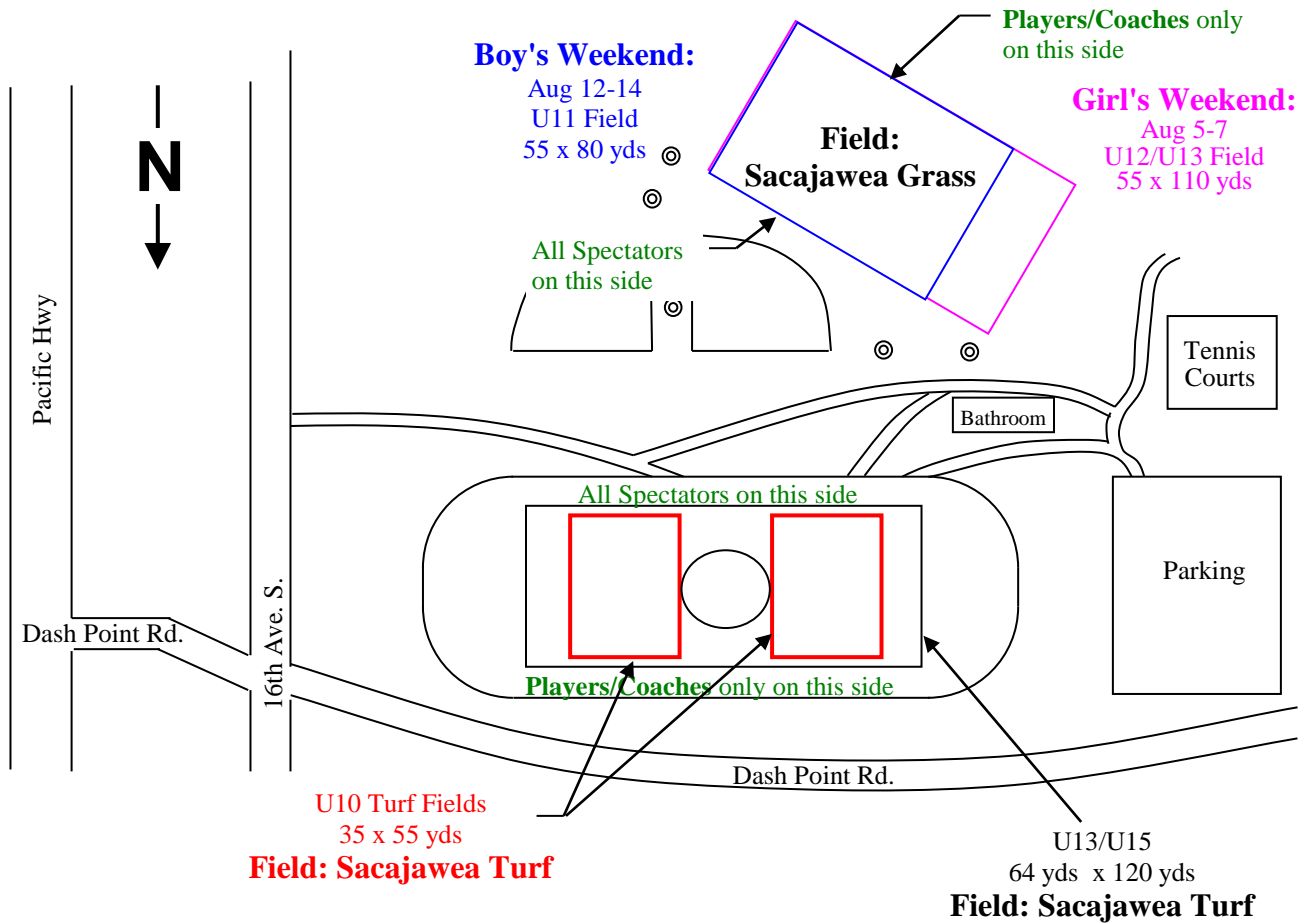 Players/Coaches only
on this side
Boy's Weekend:
Aug 12-14
U11 Field
55 x 80 yds
Girl's Weekend:
Aug 5-7
U12/U13 Field
55 x 110 yds
N
Field:
Sacajawea Grass
All Spectators
on this side
Pacific Hwy
Tennis
Courts
Bathroom
All Spectators on this side
Parking
16th Ave. S.
Dash Point Rd.
Players/Coaches only on this side
Dash Point Rd.
U10 Turf Fields
35 x 55 yds
Field: Sacajawea Turf
U13/U15
64 yds  x 120 yds
Field: Sacajawea Turf